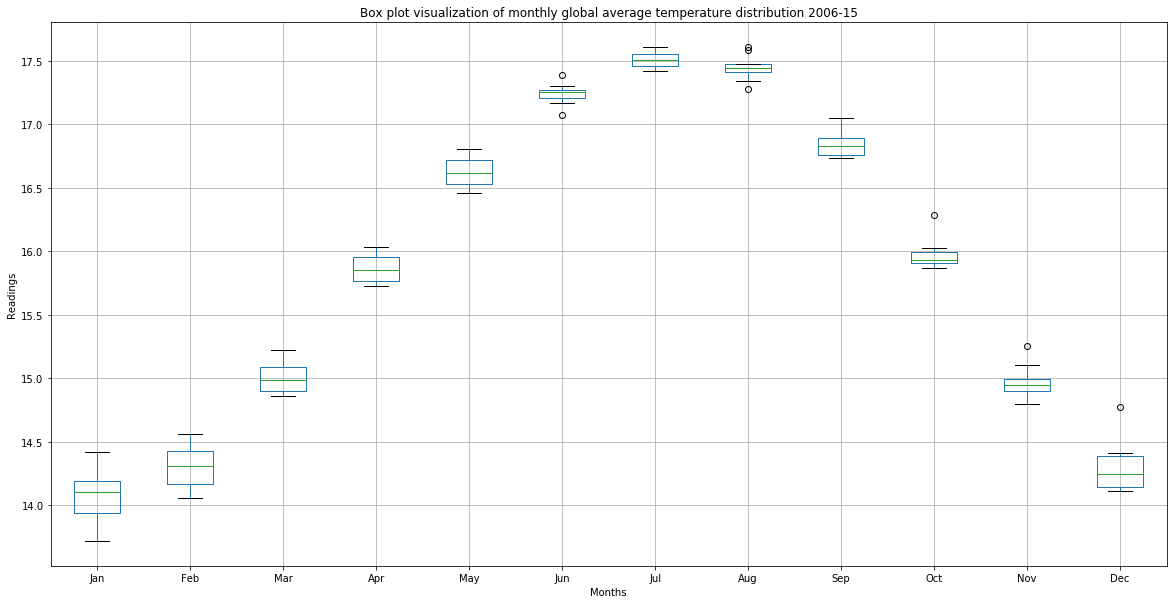 Box plot visualization of monthly global average temperature distribution 2006-15
17.5
17.0
16.5
16.0
15.5
15.0
14.5
14.0
Readings
Jan Feb Mar Apr May Jun Jul Aug Sep Oct Nov Dec
Months